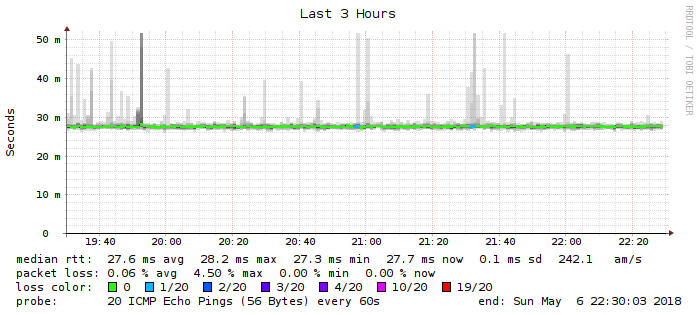 Last 3 Hours
RRDTOOL / TOBI OETIKER
Seconds
50 m
40 m
30 m
20 m
10 m
0
19:40 20:00 20:20 20:40 21:00 21:20 21:40 22:00 22:20
median rtt: 27.6 ms avg 28.2 ms max 27.3 ms min 27.7 ms now 0.1 ms sd 242.1 am/s
packet loss: 0.06 % avg 4.50 % max 0.00 % min 0.00 % now
loss color: 0 1/20 2/20 3/20 4/20 10/20 19/20
probe: 20 ICMP Echo Pings (56 Bytes) every 60s end: Sun May 6 22:30:03 2018